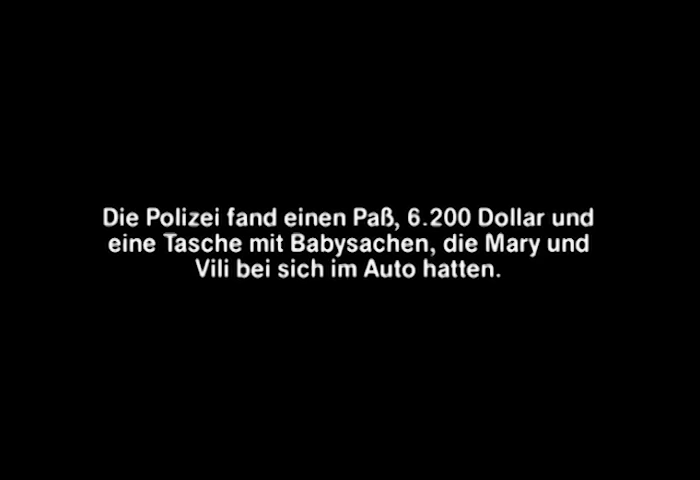 Die Polizei fand einen Paß, 6.200 Dollar und
eine Tasche mit Babysachen, die Mary und
Vili bei sich im Auto hatten.